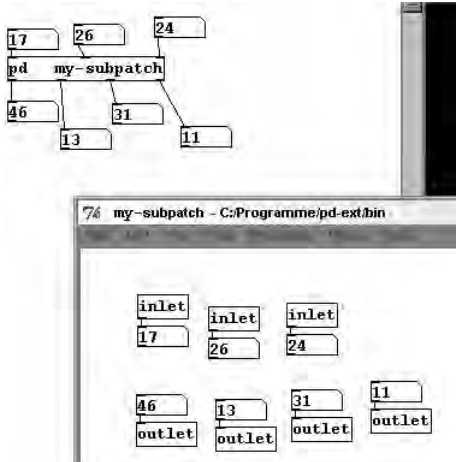 17
26
24
pd my-subpatch
46
13
31
11
my-subpatch - C:/Programme/pd-ext/bin
inlet
inlet
inlet
17
26
24
46
13
31
11
outlet
outlet
outlet
outlet